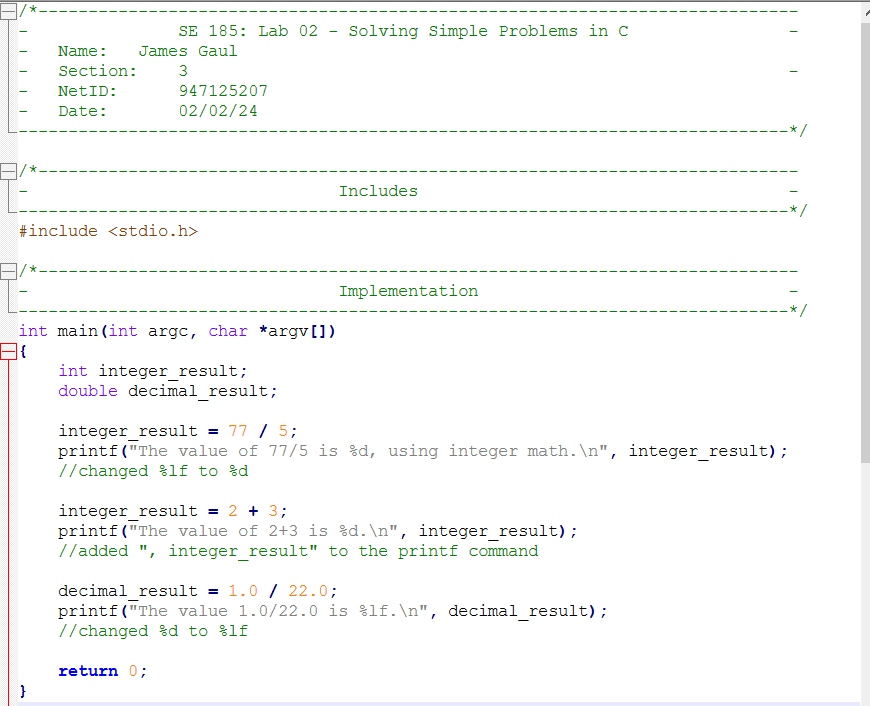 /*----------------------------------------------------------------------------
- SE 185: Lab 02 - Solving Simple Problems in C -
- Name: James Gaul
- Section: 3 -
- NetID: 947125207
- Date: 02/02/24
-----------------------------------------------------------------------------*/
/*----------------------------------------------------------------------------
- Includes -
-----------------------------------------------------------------------------*/
#include <stdio.h>
/*----------------------------------------------------------------------------
- Implementation -
-----------------------------------------------------------------------------*/
int main(int argc, char *argv[])
{
int integer_result;
double decimal_result;
integer_result = 77 / 5;
printf("The value of 77/5 is %d, using integer math.\n", integer_result);
//changed %lf to %d
integer_result = 2 + 3;
printf("The value of 2+3 is %d.\n", integer_result);
//added ", integer_result" to the printf command
decimal_result = 1.0 / 22.0;
printf("The value 1.0/22.0 is %lf.\n", decimal_result);
//changed %d to %lf
return 0;
}